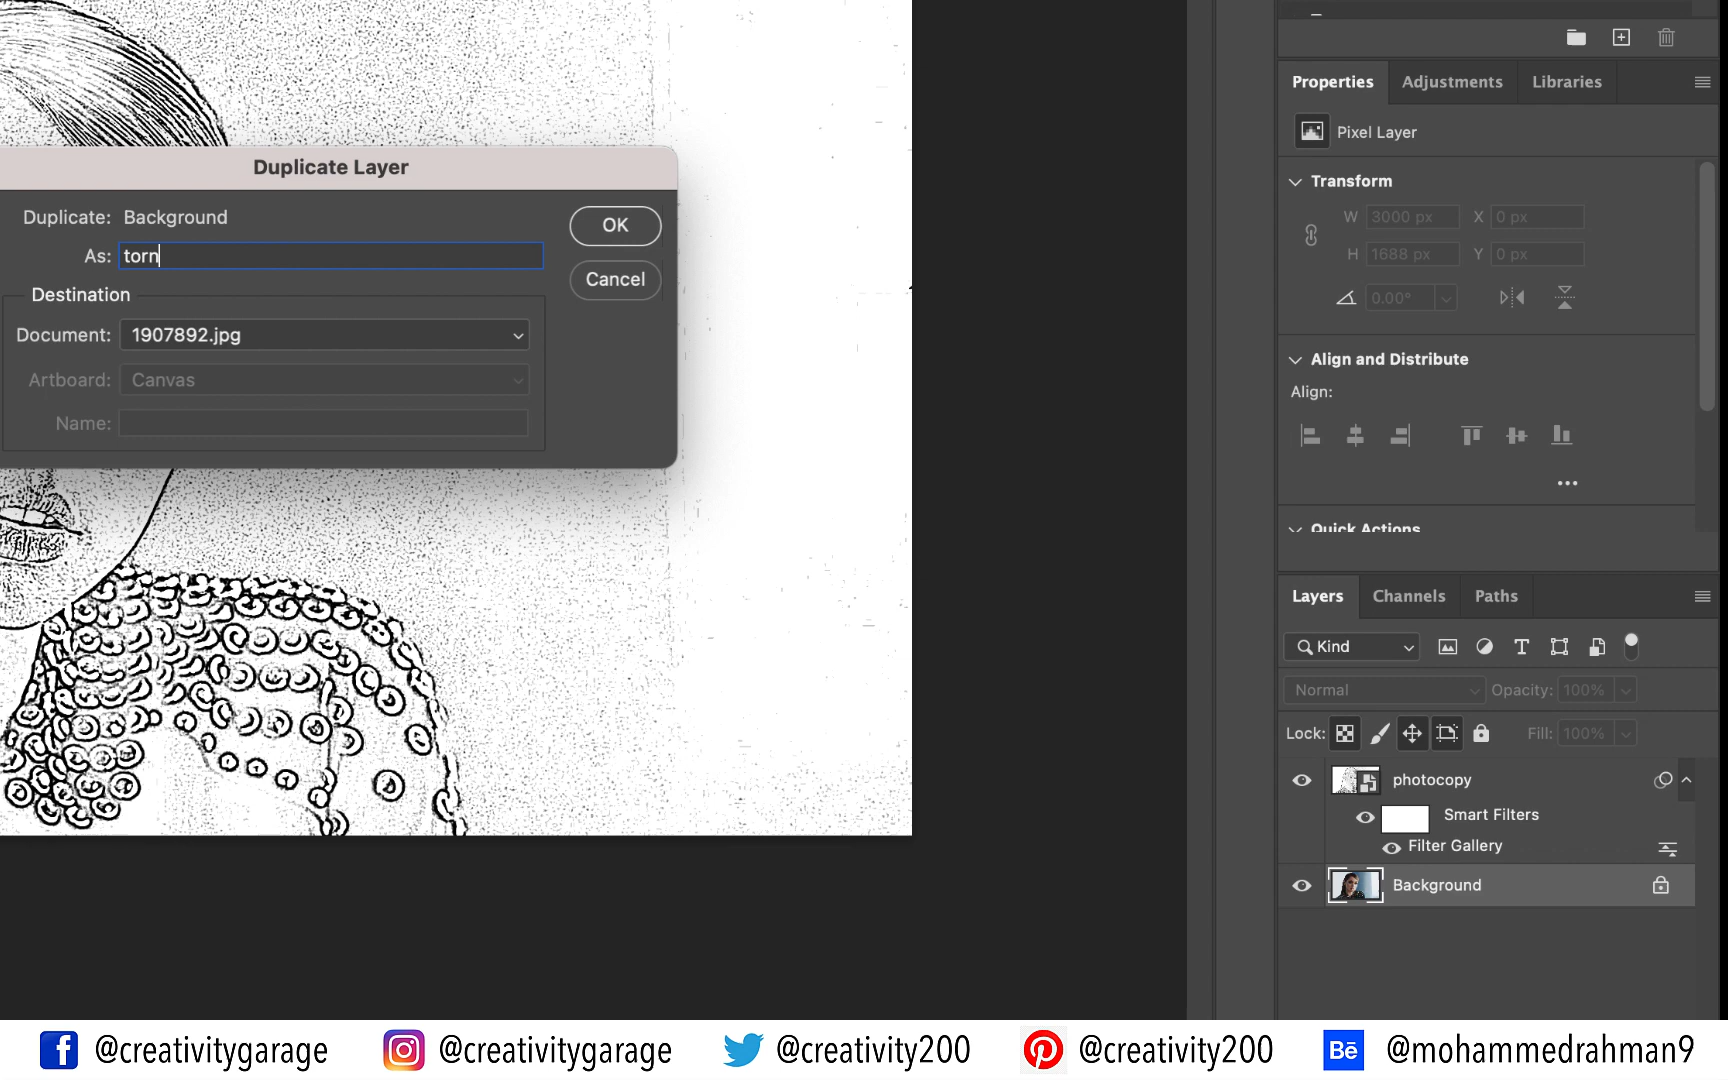 Duplicate Layer
Duplicate: Background
As: torn
OK
Cancel
Destination
Document: 1907892.jpg
Artboard: Canvas
Name:
Properties
Adjustments
Libraries
Pixel Layer
Transform
W 3000 px X 0 px
H 1688 px Y 0 px
0.00°
Align and Distribute
Align:
Quick Actions
Layers
Channels
Paths
Kind
Normal
Opacity: 100%
Lock:
Fill: 100%
photocopy
Smart Filters
Filter Gallery
Background
@creativitygarage
@creativitygarage
@creativity200
@creativity200
Bē @mohammedrahman9